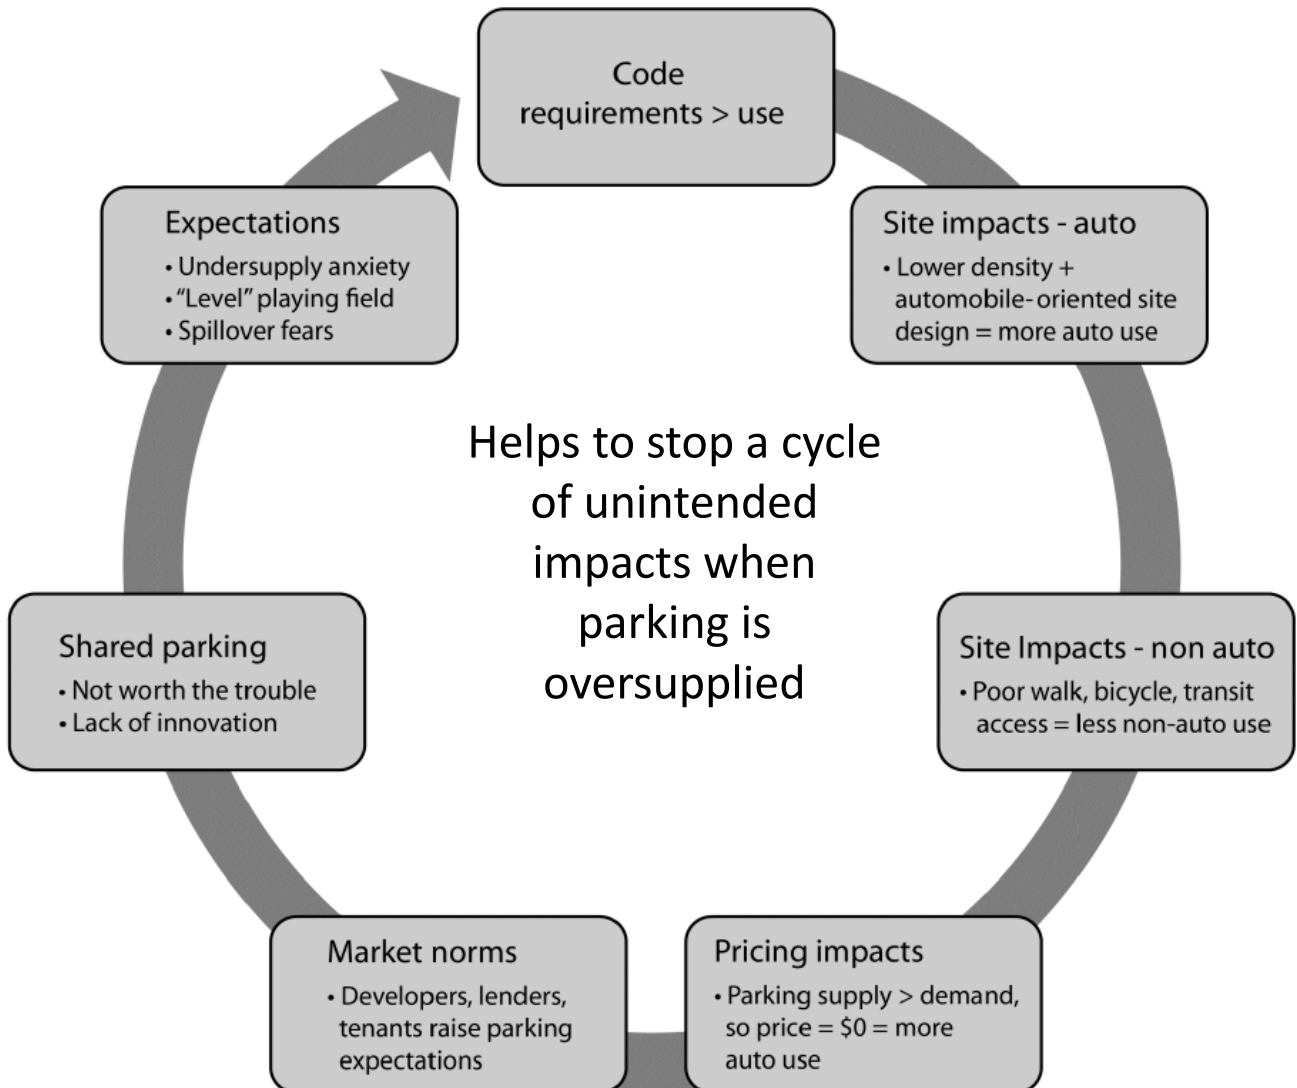 Code
requirements > use
Site impacts - auto
• Lower density +
automobile-oriented site
design = more auto use
Site Impacts - non auto
• Poor walk, bicycle, transit
access = less non-auto use
Pricing impacts
• Parking supply > demand,
so price = $0 = more
auto use
Market norms
• Developers, lenders,
tenants raise parking
expectations
Shared parking
• Not worth the trouble
• Lack of innovation
Expectations
• Undersupply anxiety
• “Level” playing field
• Spillover fears
Helps to stop a cycle
of unintended
impacts when
parking is
oversupplied